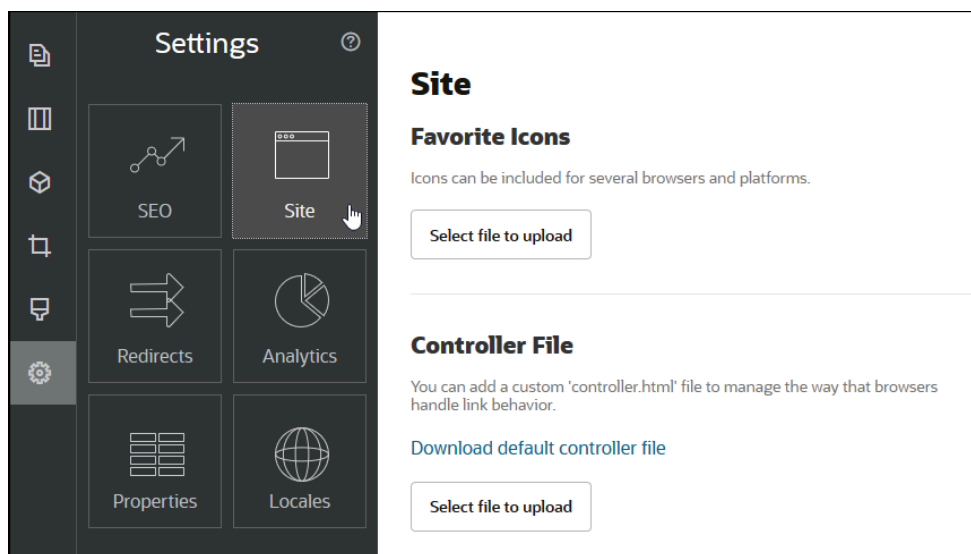 Settings
SEO
Site
Redirects
Analytics
Properties
Locales
Site
Favorite Icons
Icons can be included for several browsers and platforms.
Select file to upload
Controller File
You can add a custom 'controller.html' file to manage the way that browsers
handle link behavior.
Download default controller file
Select file to upload